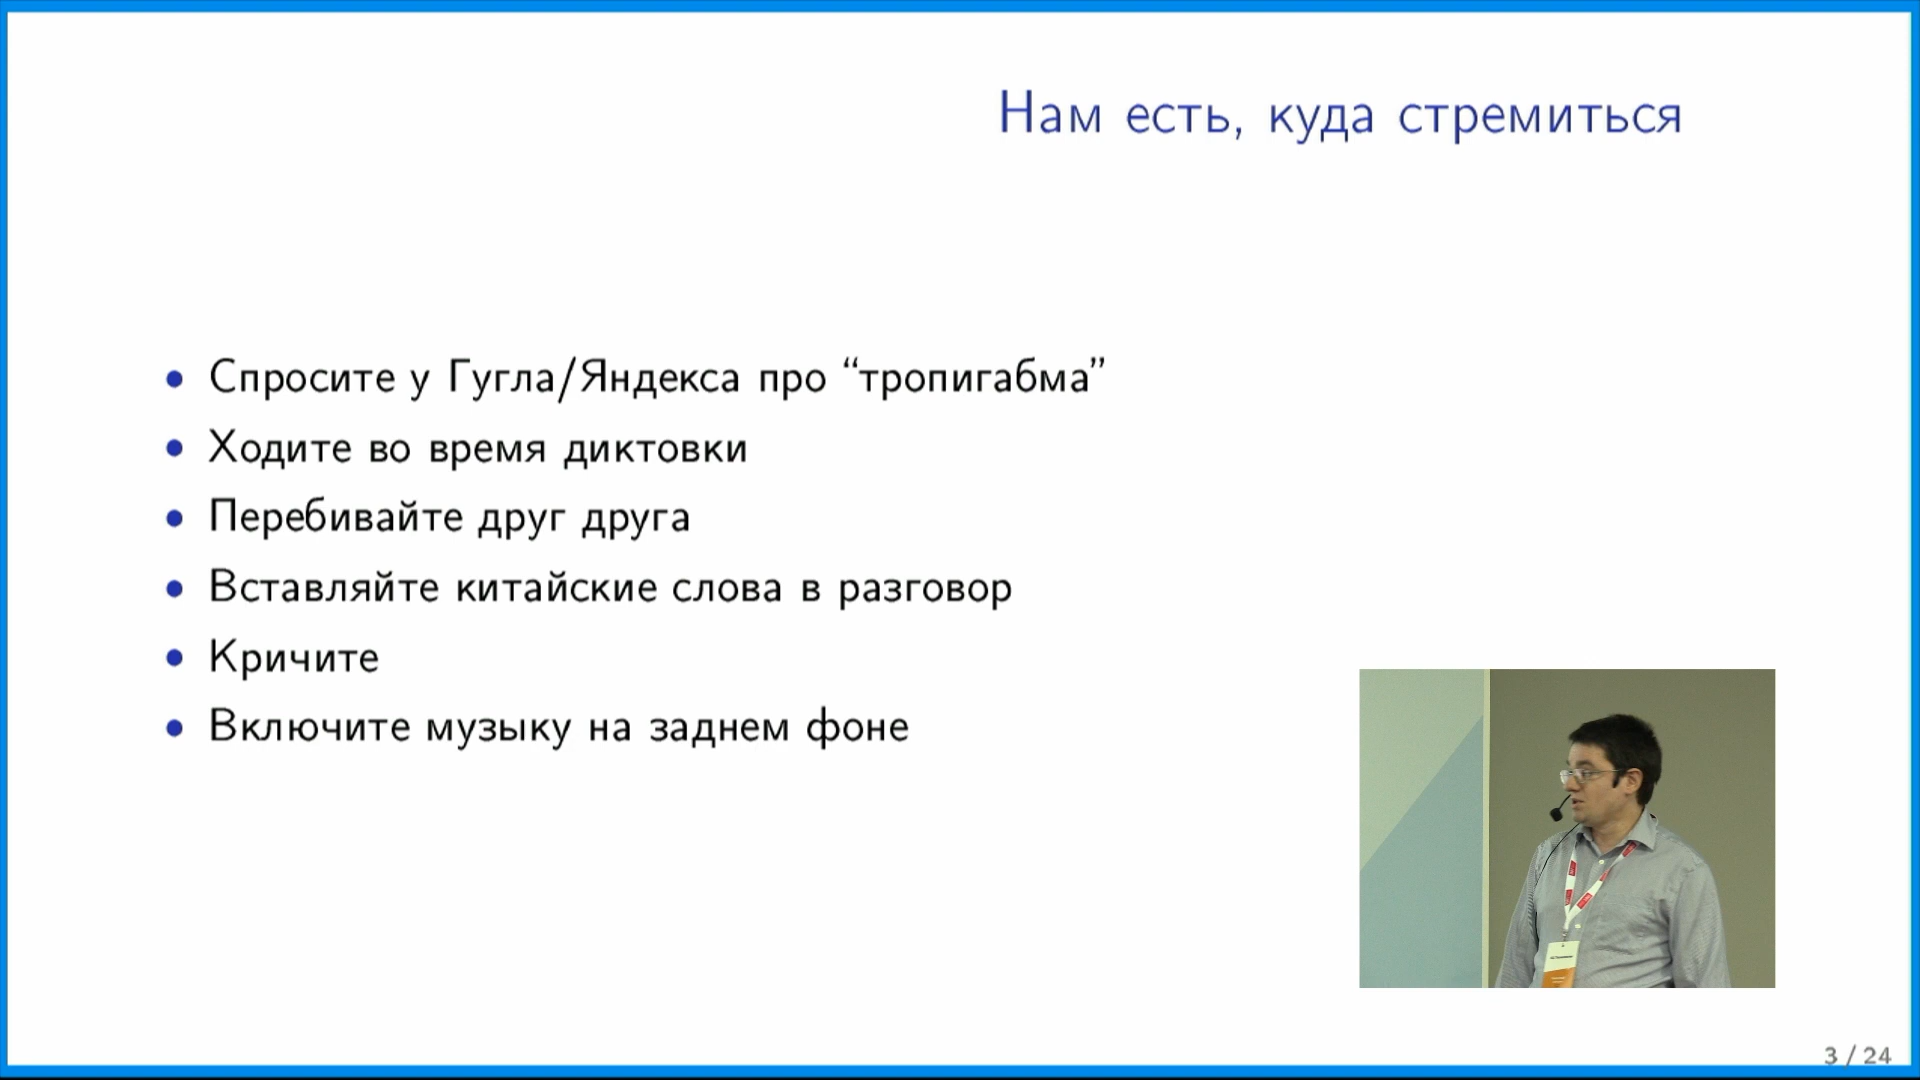 Нам есть, куда стремиться
• Спросите у Гугла/Яндекса про “тропигабма”
• Ходите во время диктовки
• Перебивайте друг друга
• Вставляйте китайские слова в разговор
• Кричите
• Включите музыку на заднем фоне
3 / 24